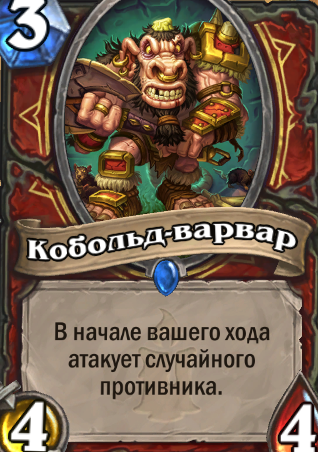 3
Кобольд-варвар
В начале вашего хода
атакует случайного
противника.
4 4